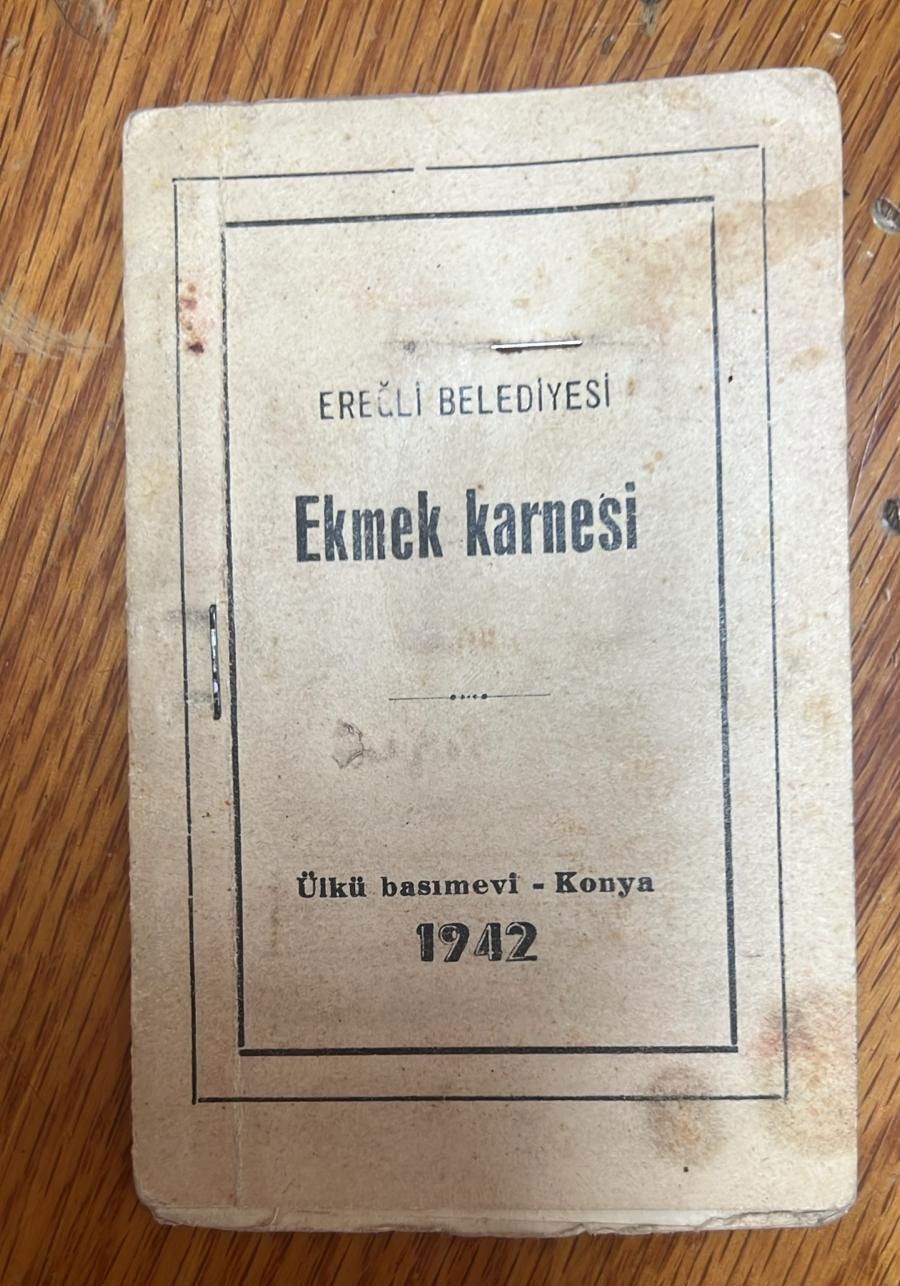 EREĞLİ BELEDİYESİ
Ekmek karnesi
Ülkü basımevi - Konya
1942